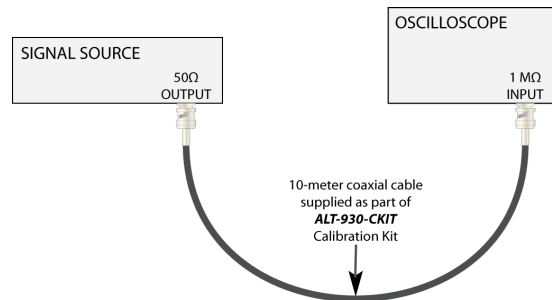 SIGNAL SOURCE
50Ω
OUTPUT
OSCILLOSCOPE
1 MΩ
INPUT
10-meter coaxial cable
supplied as part of
ALT-930-CKIT
Calibration Kit